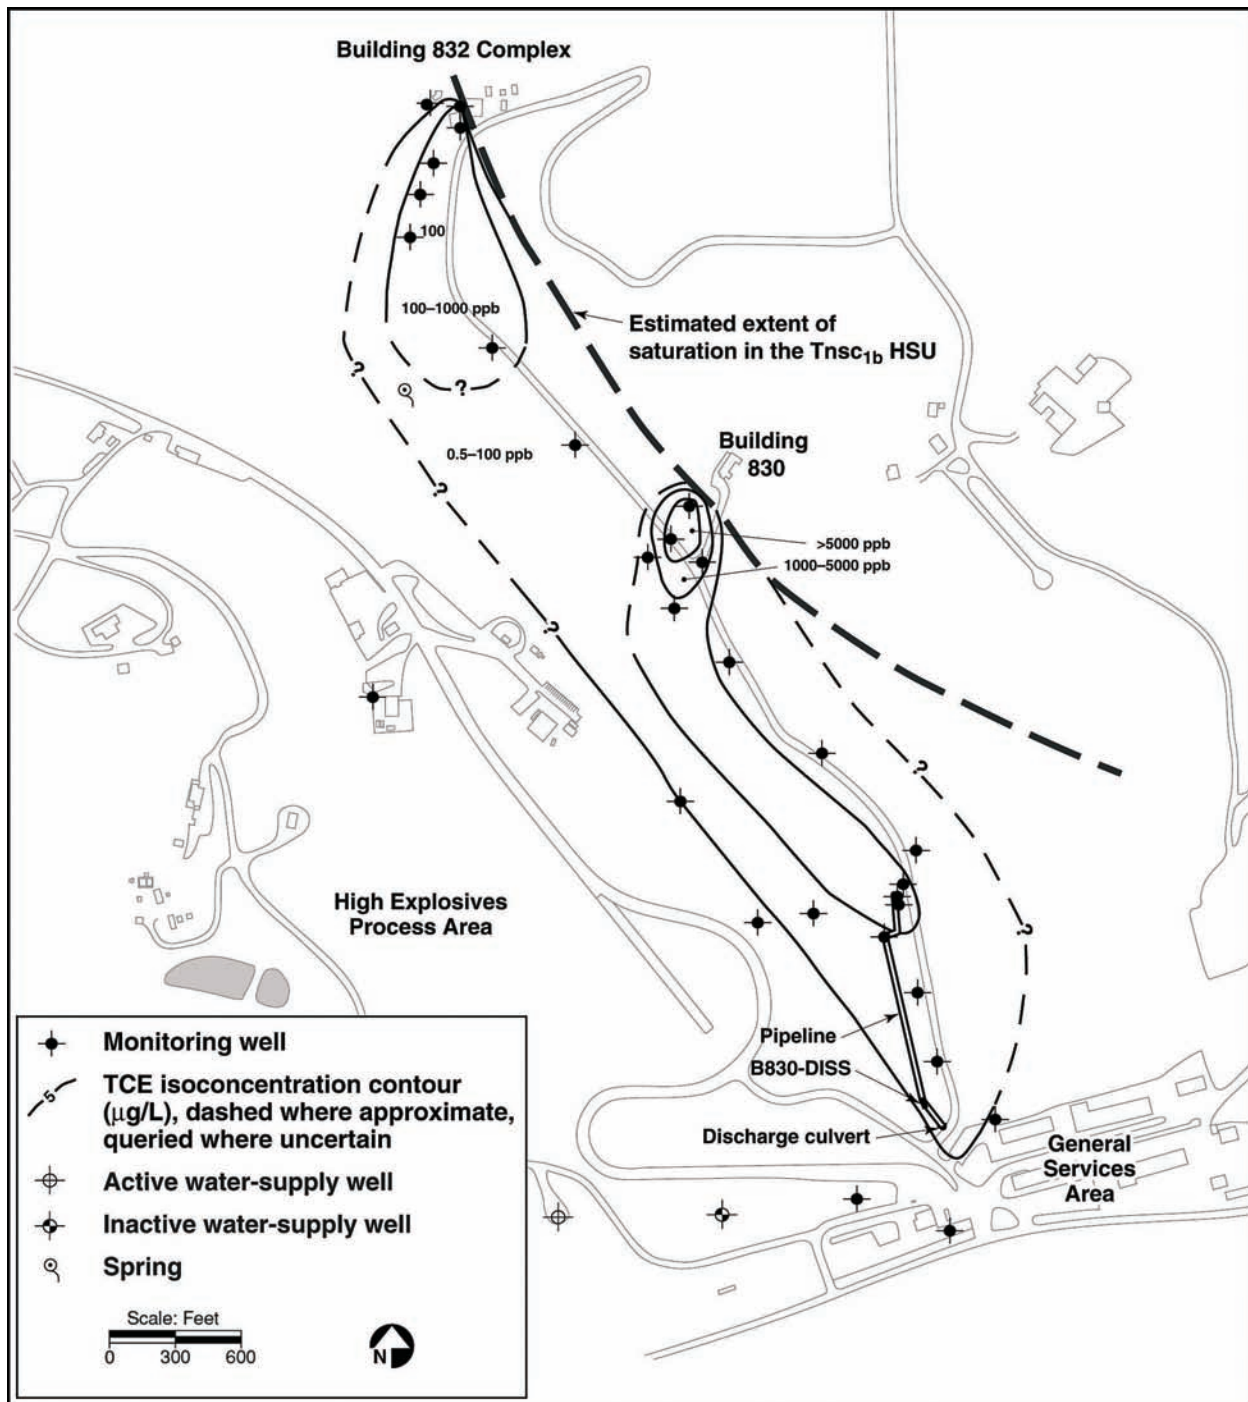 Building 832 Complex
100
100–1000 ppb
Estimated extent of
saturation in the Tnsc1b HSU
?
?
Building
830
0.5–100 ppb
?
>5000 ppb
1000–5000 ppb
?
?
High Explosives
Process Area
?
Pipeline
B830-DISS
Discharge culvert
General
Services
Area
Monitoring well
5
TCE isoconcentration contour
(µg/L), dashed where approximate,
queried where uncertain
Active water-supply well
Inactive water-supply well
Spring
Scale: Feet
0 300 600
N